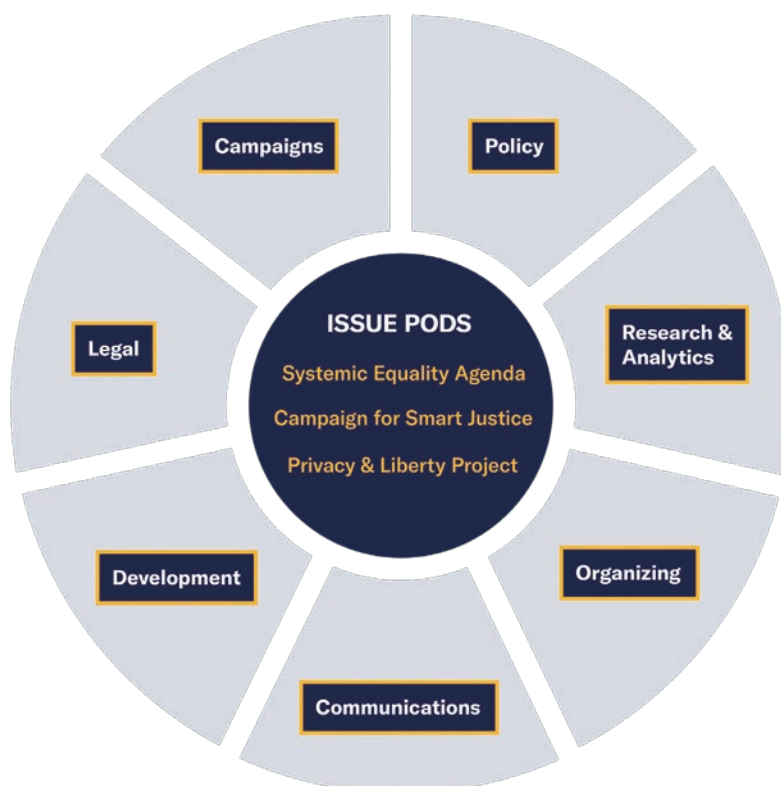 Campaigns
Policy
Legal
Research &
Analytics
ISSUE PODS
Systemic Equality Agenda
Campaign for Smart Justice
Privacy & Liberty Project
Development
Organizing
Communications